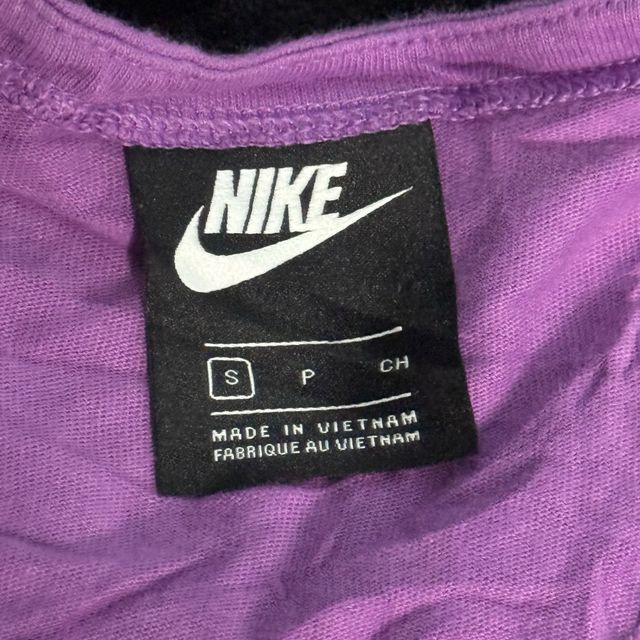 NIKE
S P CH
MADE IN VIETNAM
FABRIQUE AU VIETNAM